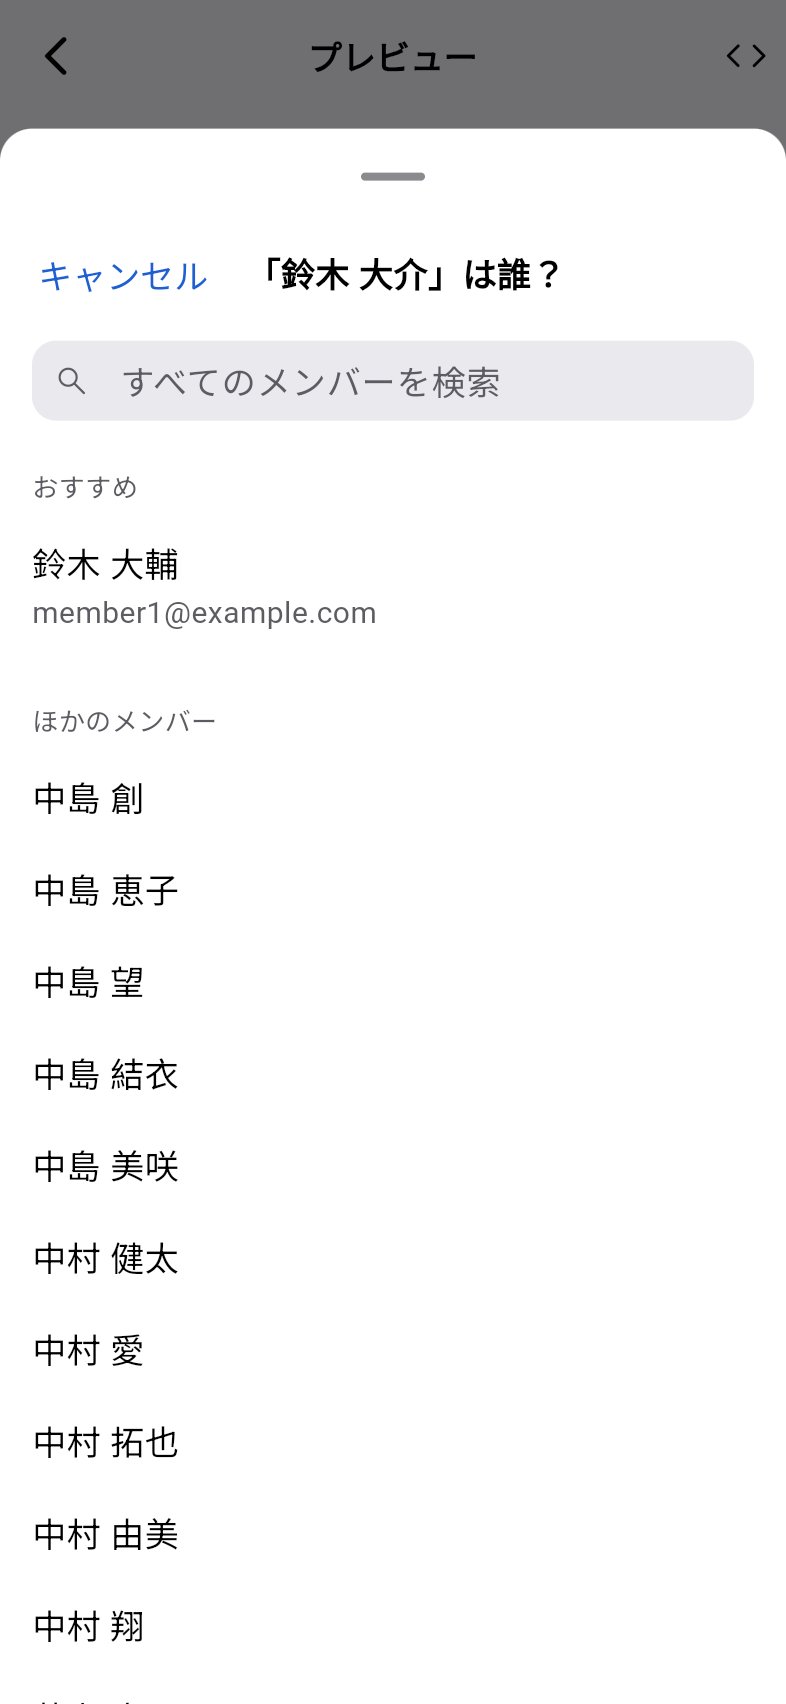 プレビュー
キャンセル 「鈴木 大介」は誰？
すべてのメンバーを検索
おすすめ
鈴木 大輔
member1@example.com
ほかのメンバー
中島 創
中島 恵子
中島 望
中島 結衣
中島 美咲
中村 健太
中村 愛
中村 拓也
中村 由美
中村 翔